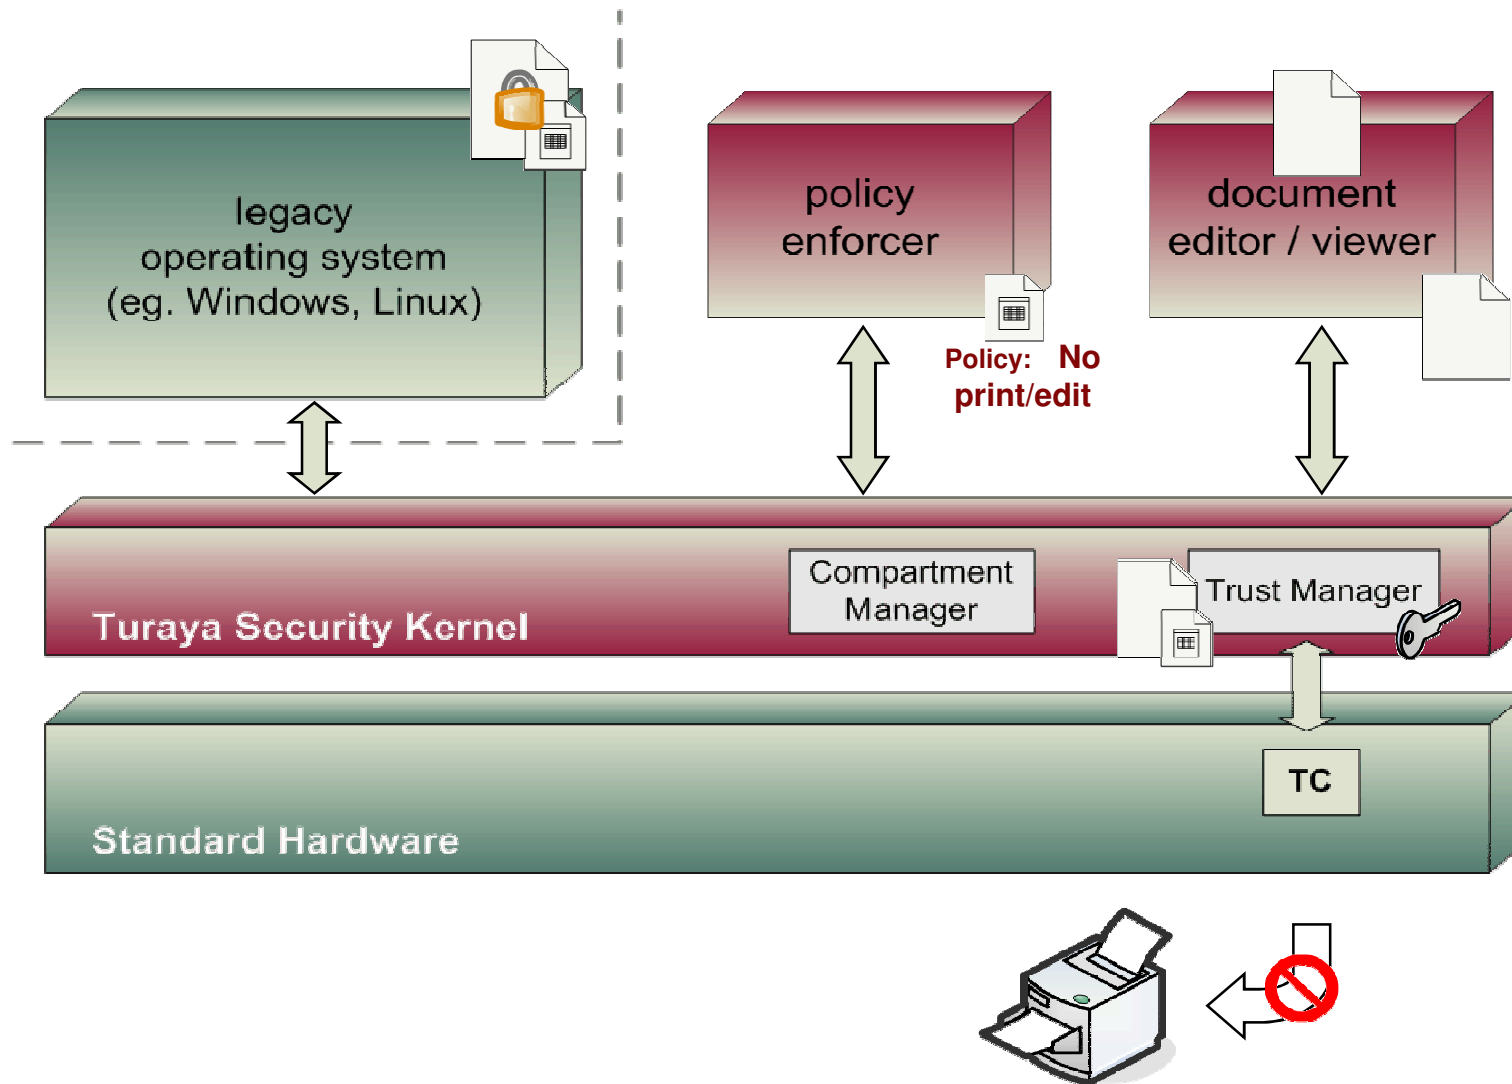 legacy
operating system
(eg. Windows, Linux)
policy
enforcer
document
editor / viewer
Policy: No
print/edit
Compartment
Manager
Trust Manager
Turaya Security Kernel
TC
Standard Hardware